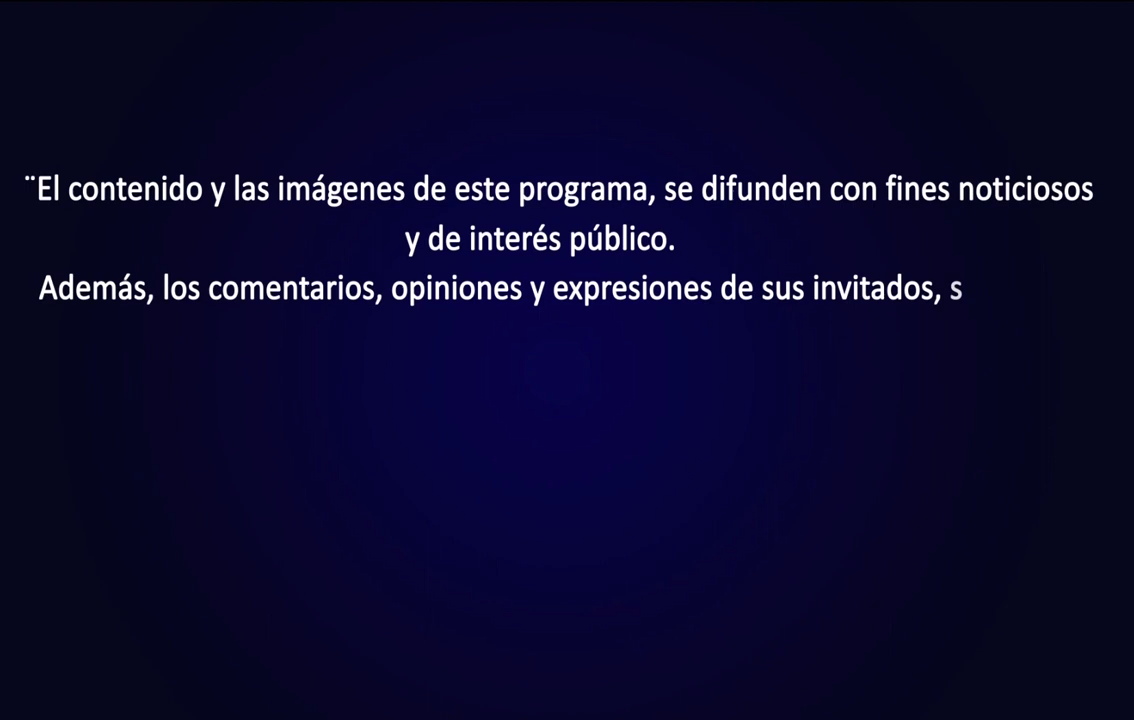 ¨El contenido y las imágenes de este programa, se difunden con fines noticiosos
y de interés público.
Además, los comentarios, opiniones y expresiones de sus invitados, s